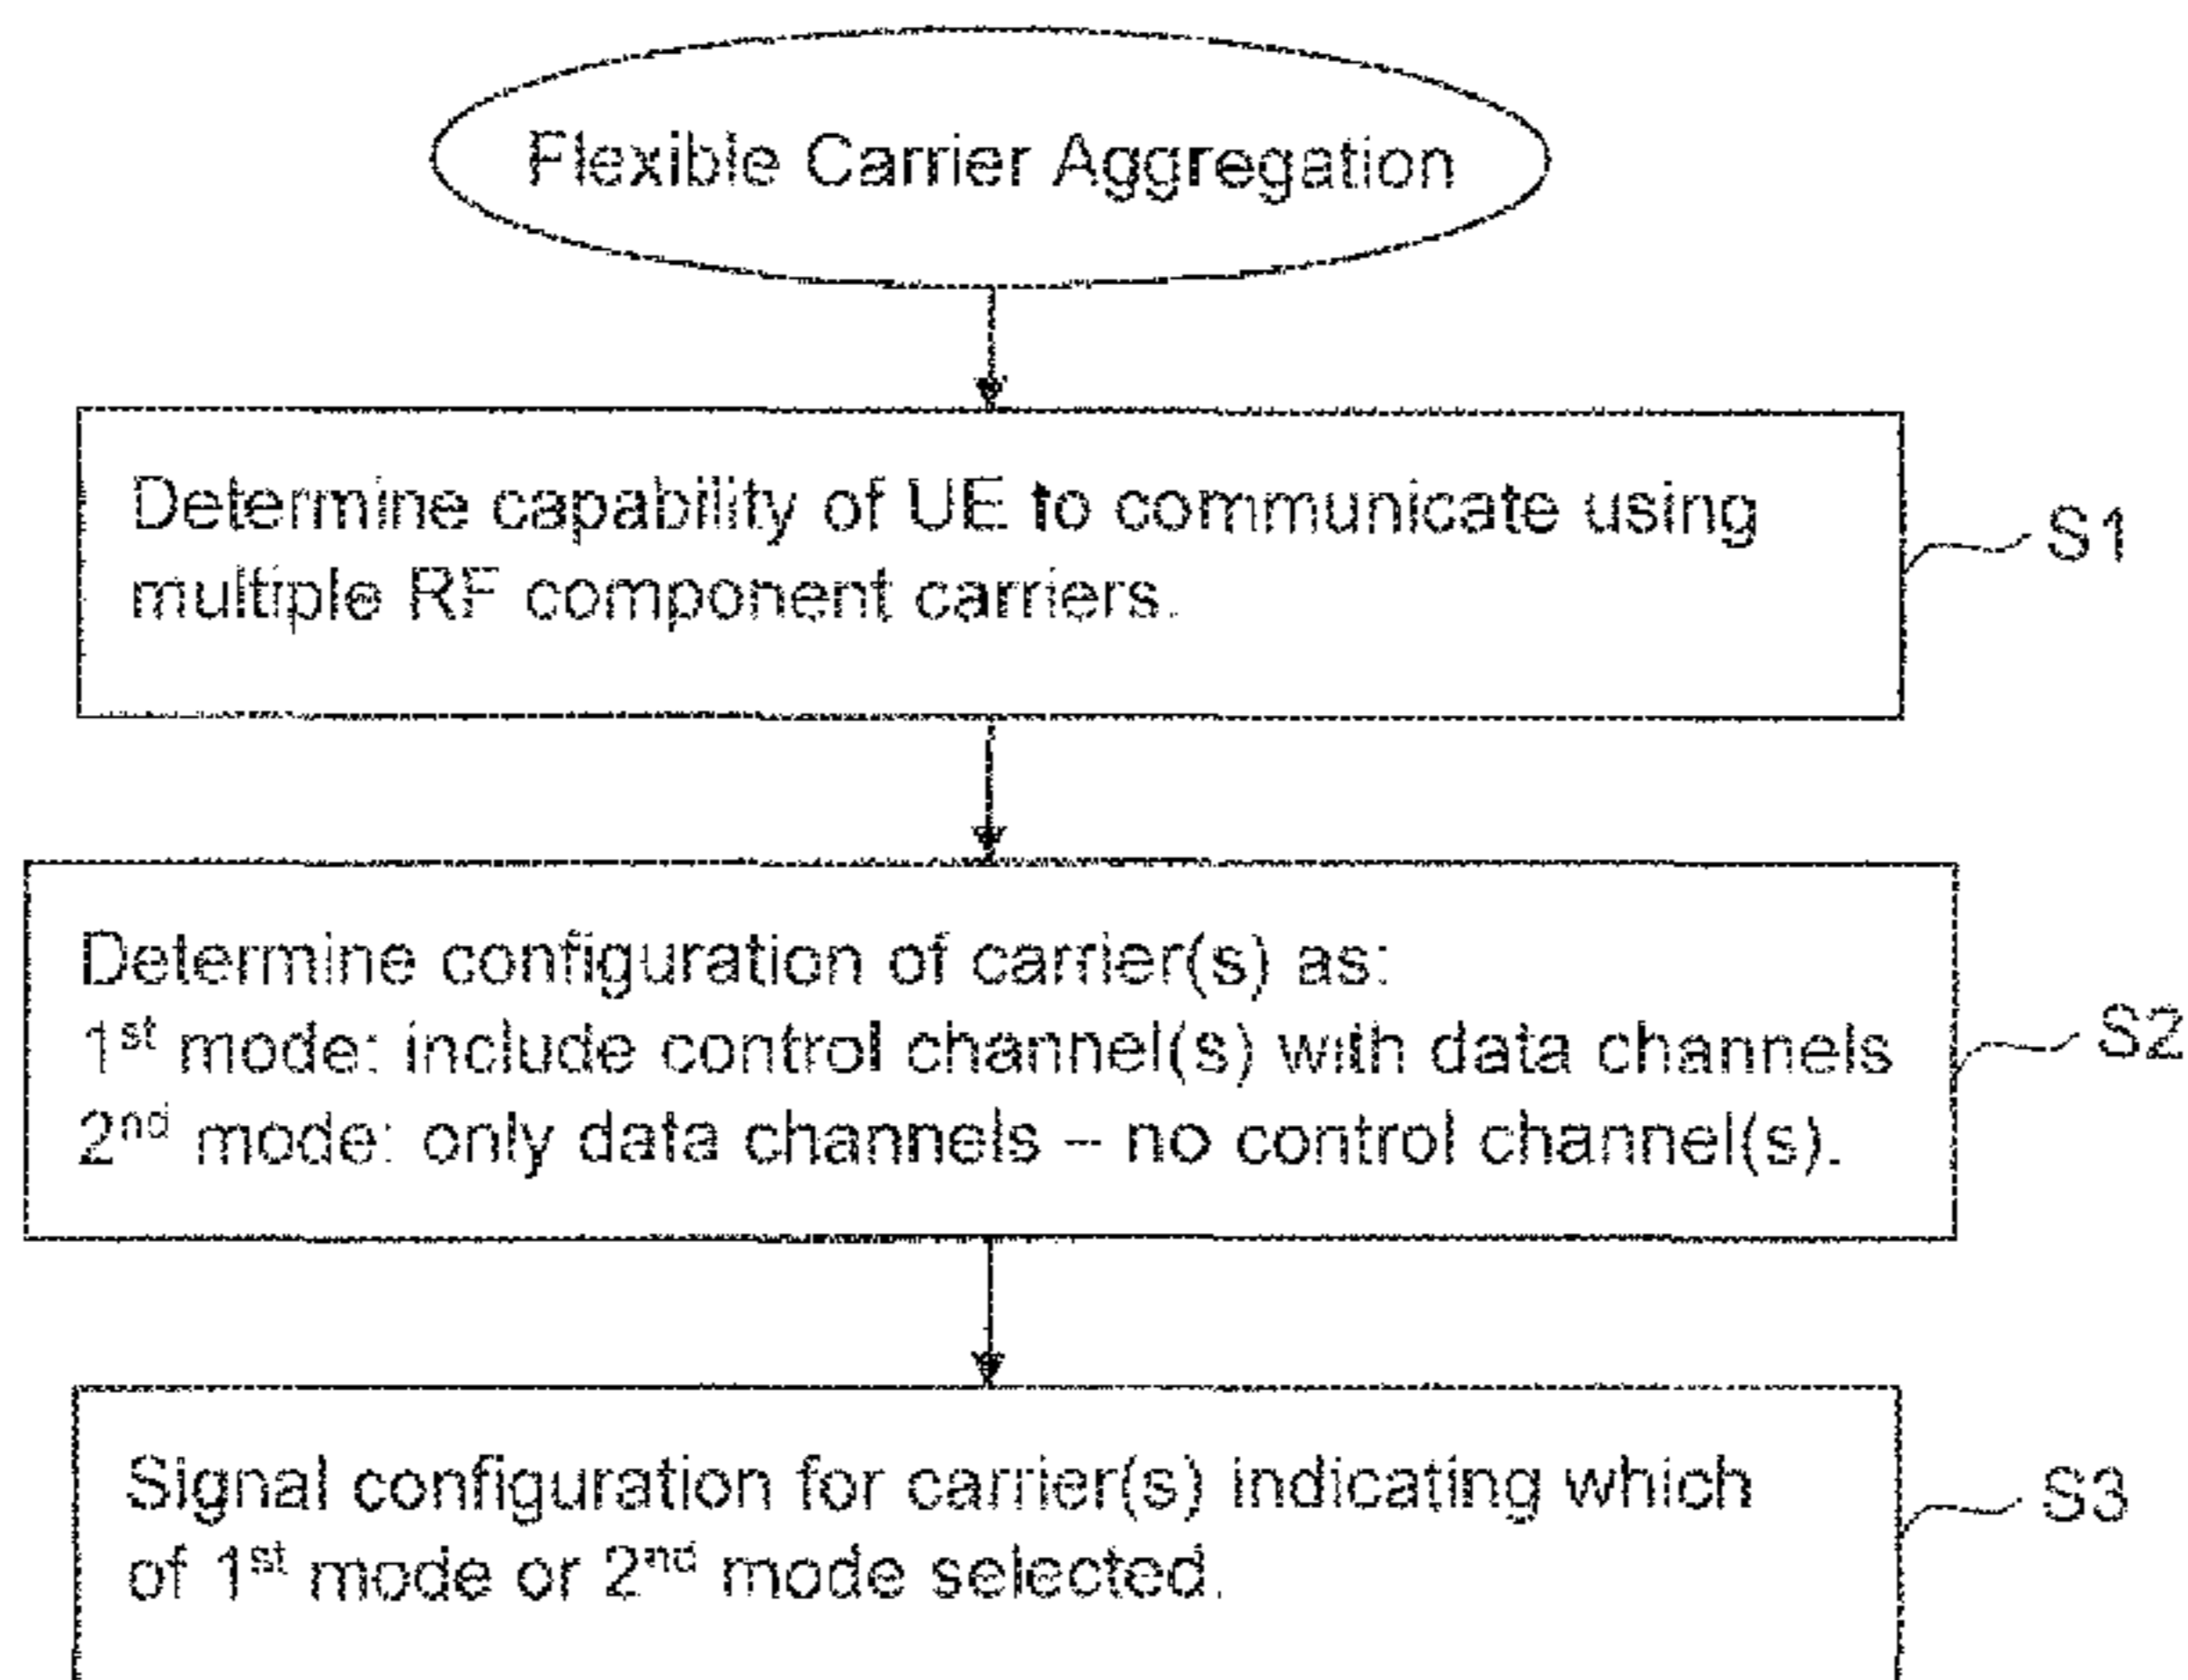 Flexible Carrier Aggregation
Determine capability of UE to communicate using
multiple RF component carriers.
S1
Determine configuration of carrier(s) as:
1st mode: include control channel(s) with data channels
2nd mode: only data channels – no control channel(s).
S2
Signal configuration for carrier(s) indicating which
of 1st mode or 2nd mode selected.
S3